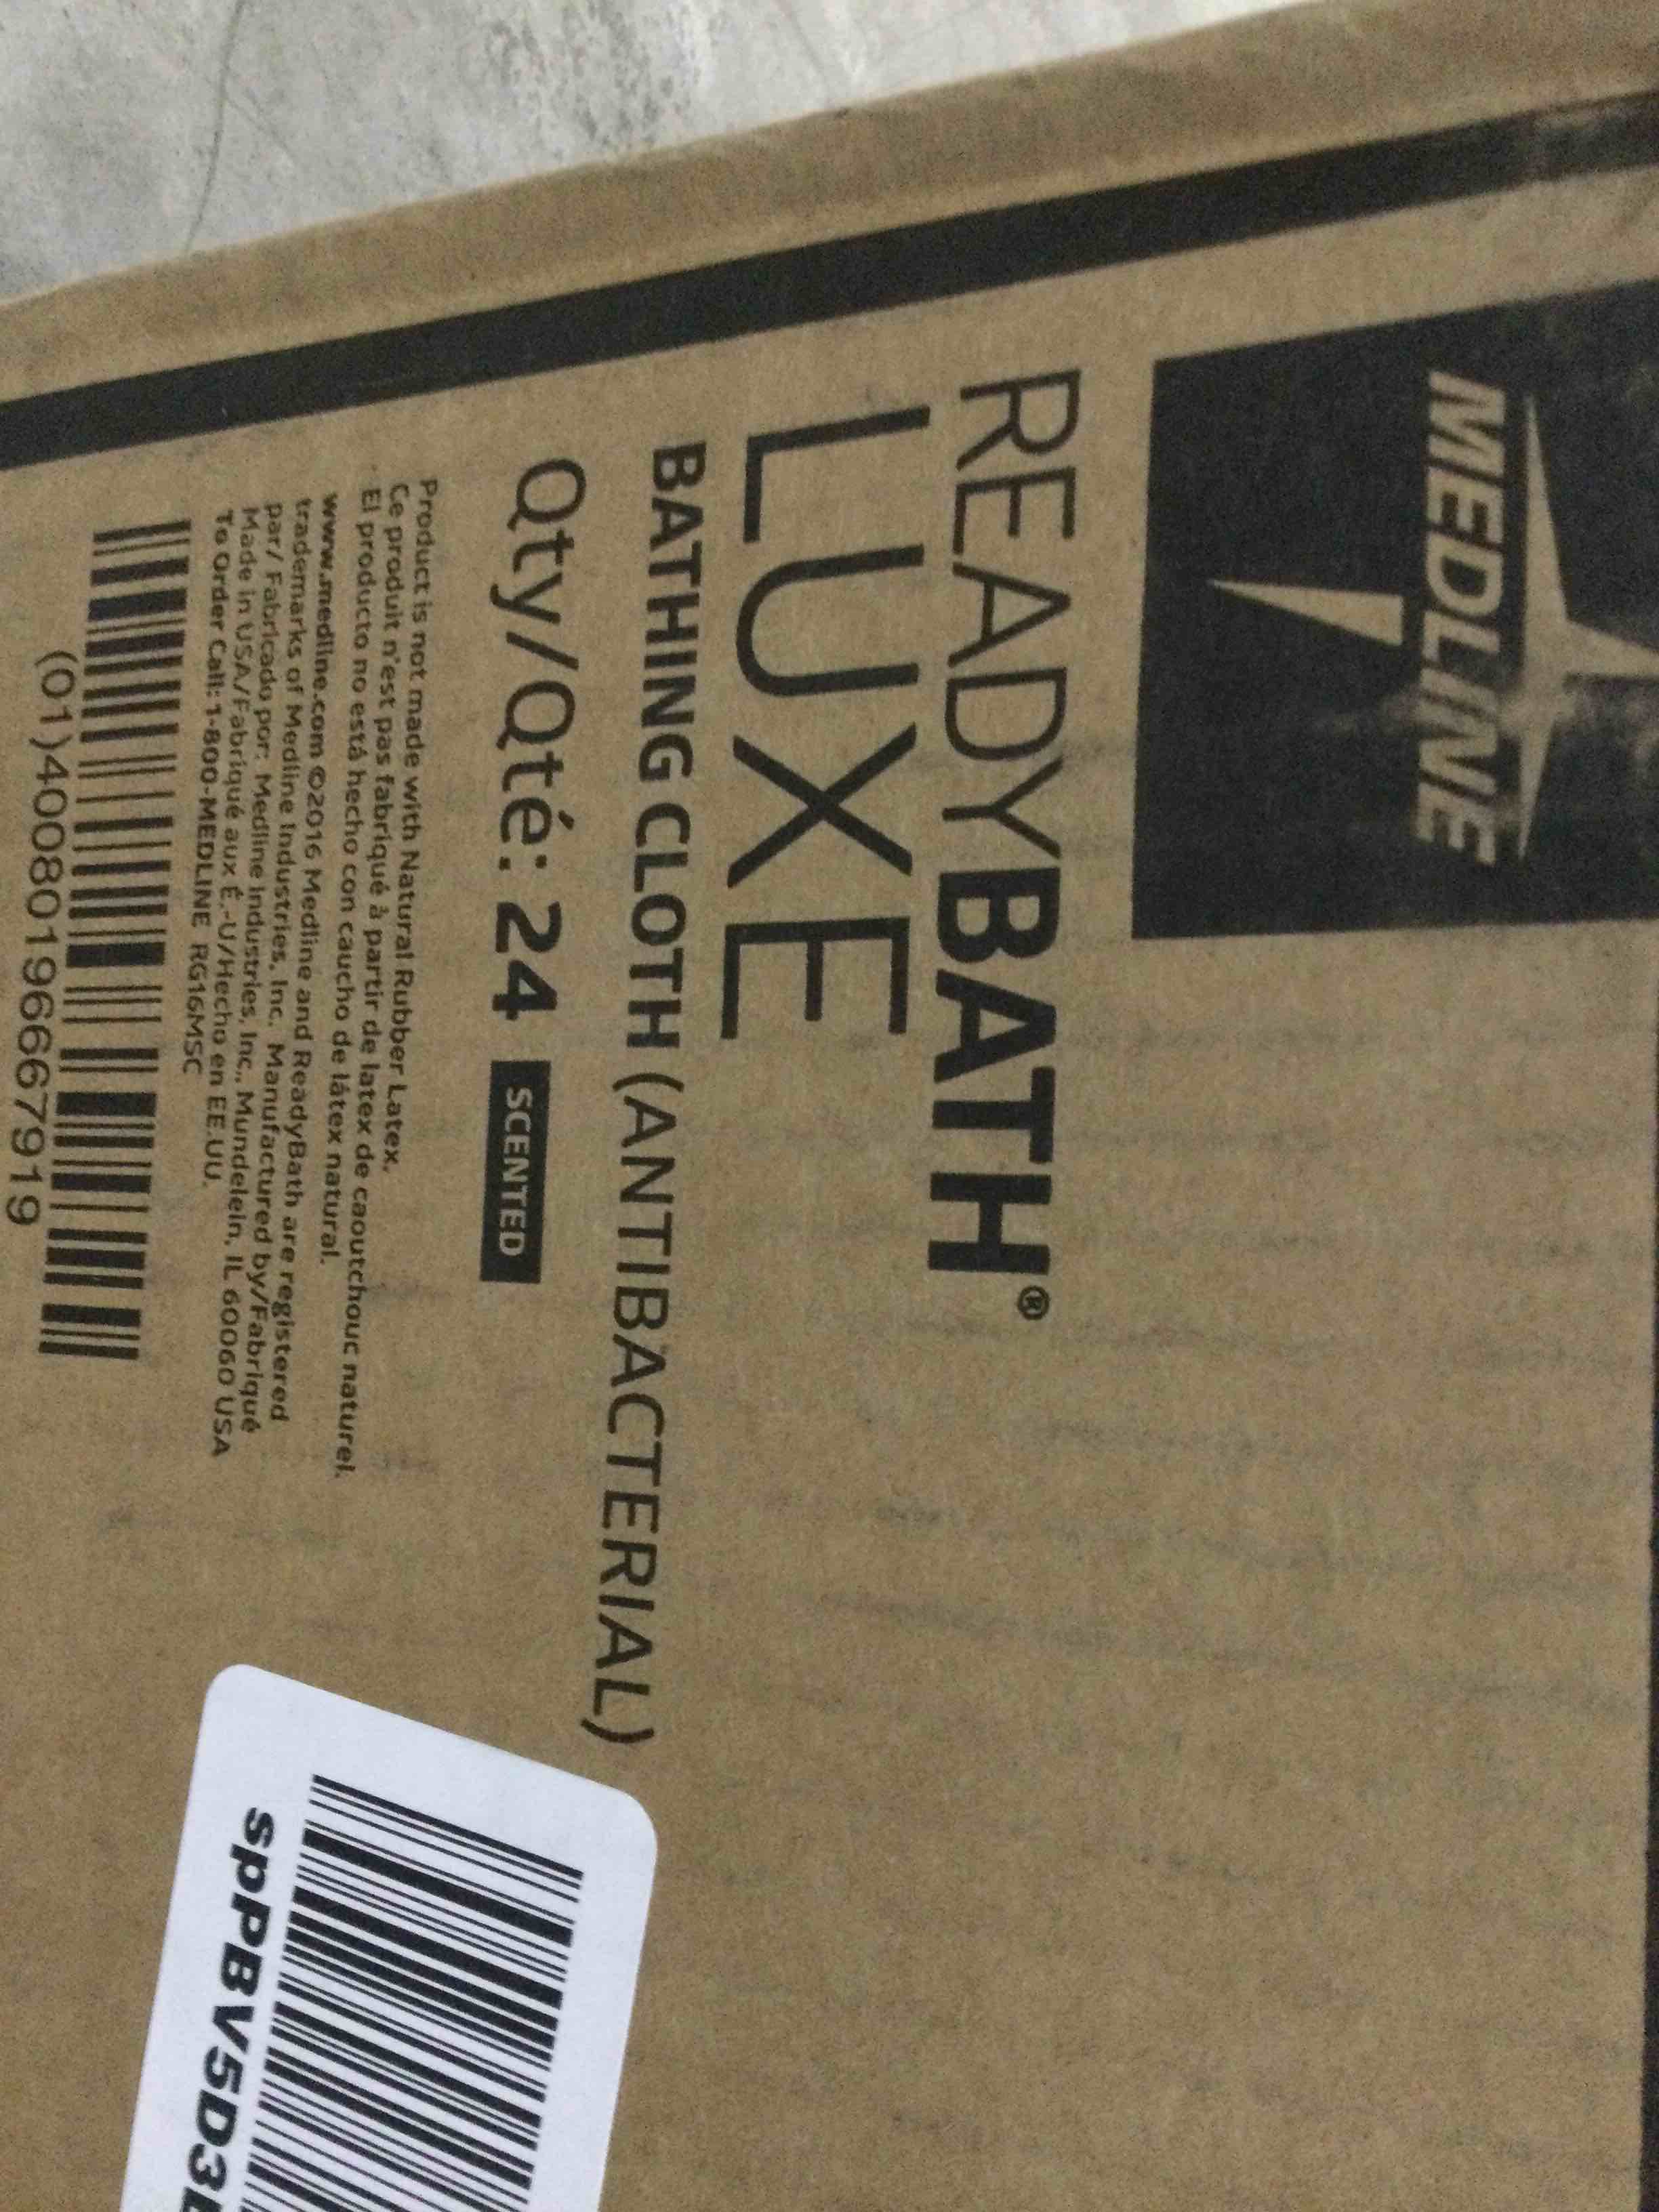 MEDLINE
READYBATH®
LUXE
BATHING CLOTH (ANTIBACTERIAL)
Qty/Qté: 24 SCENTED
Product is not made with Natural Rubber Latex.
Ce produit n'est pas fabriqué à partir de latex de caoutchouc naturel.
El producto no está hecho con caucho de látex natural.
www.medline.com ©2016 Medline and ReadyBath are registered
trademarks of Medline Industries, Inc. Manufactured by/Fabriqué
par/ Fabricado por: Medline Industries, Inc., Mundelein, IL 60060 USA
Made in USA/Fabriqué aux É.-U/Hecho en EE.UU.
To Order Call: 1-800-MEDLINE RG16MSC
(01)40080196667919
spPBV5D3